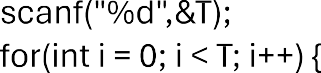 scanf("%d",&T);
for(int i = 0; i < T; i++) {